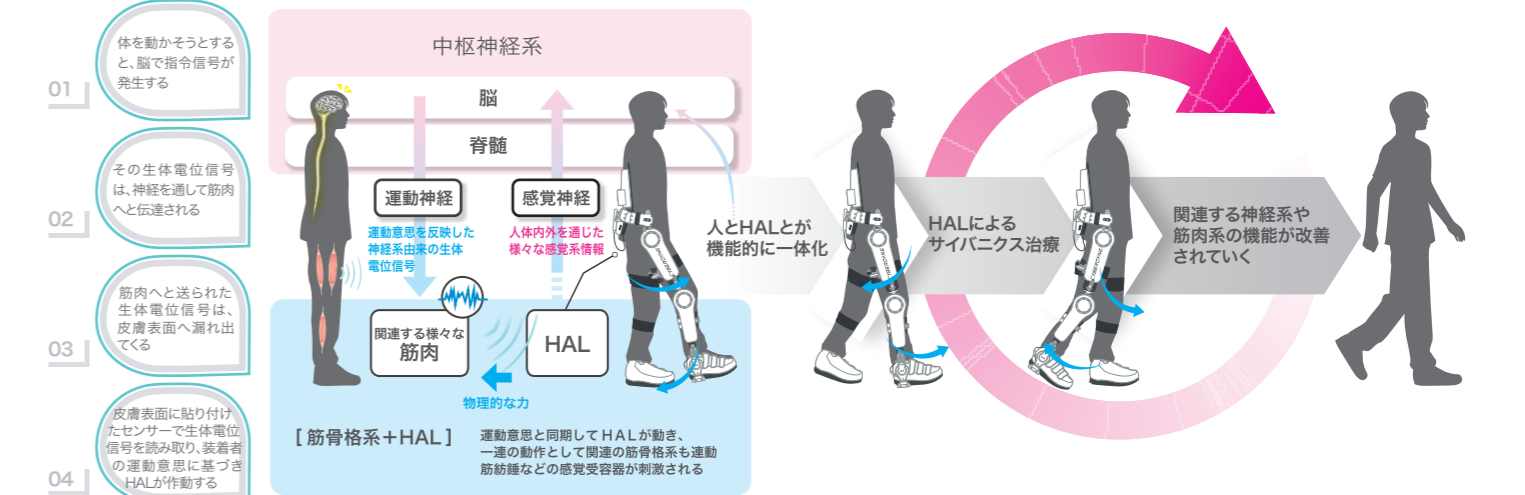 01
体を動かそうとする
と、脳で指令信号が
発生する
02
その生体電位信号
は、神経を通して筋肉
へと伝達される
03
筋肉へと送られた
生体電位信号は、
皮膚表面へ漏れ出
てくる
04
皮膚表面に貼り付け
たセンサーで生体電位
信号を読み取り、装着者
の運動意思に基づき
HALが作動する
中枢神経系
脳
脊髄
運動神経
運動意思を反映した
神経系由来の生体
電位信号
感覚神経
人体内外を通じた
様々な感覚系情報
関連する様々な
筋肉
HAL
物理的な力
[ 筋骨格系+HAL ]
運動意思と同期してHALが動き、
一連の動作として関連の筋骨格系も連動
筋紡錘などの感覚受容器が刺激される
CYBERDYNE
人とHALとが
機能的に一体化
CYBERDYNE
HALによる
サイバニクス治療
CYBERDYNE
関連する神経系や
筋肉系の機能が改善
されていく